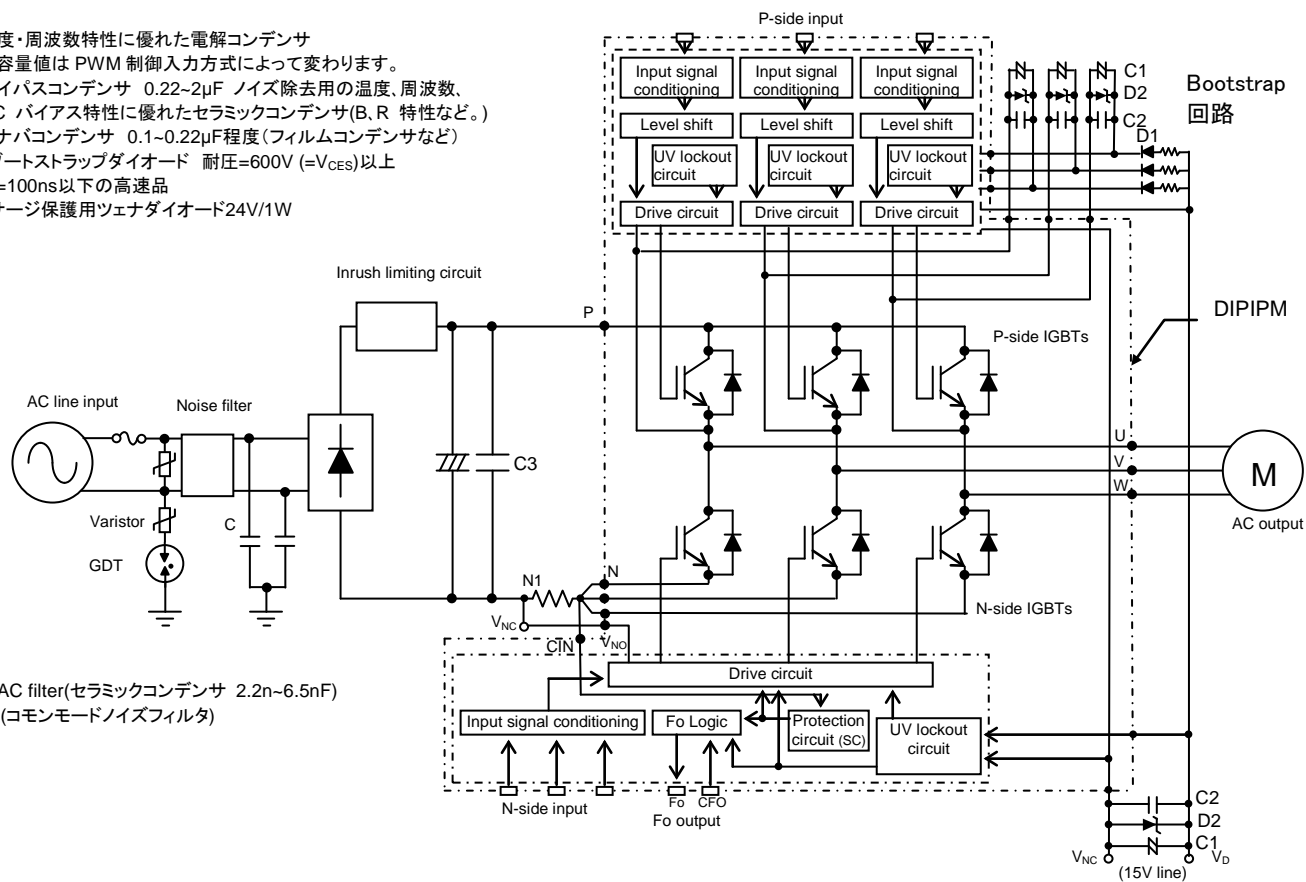 度・周波数特性に優れた電解コンデンサ
容量値は PWM 制御入力方式によって変わります。
イパスコンデンサ 0.22~2μF ノイズ除去用の温度、周波数、
C バイアス特性に優れたセラミックコンデンサ(B、R 特性など。)
ナバコンデンサ 0.1~0.22μF程度(フィルムコンデンサなど)
ブートストラップダイオード 耐圧=600V (=VCES)以上
=100ns以下の高速品
ナージ保護用ツェナダイオード24V/1W
P-side input
Input signal conditioning
Input signal conditioning
Input signal conditioning
Level shift
Level shift
Level shift
UV lockout circuit
UV lockout circuit
UV lockout circuit
Drive circuit
Drive circuit
Drive circuit
C1
D2
C2
D1
Bootstrap
回路
Inrush limiting circuit
P
DIPIPM
P-side IGBTs
AC line input
Noise filter
C3
U
V
W
M
AC output
Varistor
C
GDT
N1
N
VNC
VNO
CIN
N-side IGBTs
AC filter(セラミックコンデンサ 2.2n~6.5nF)
(コモンモードノイズフィルタ)
Drive circuit
Input signal conditioning
Fo Logic
Protection circuit (SC)
UV lockout circuit
N-side input
Fo
CFO
Fo output
C2
D2
C1
VNC
VD
(15V line)